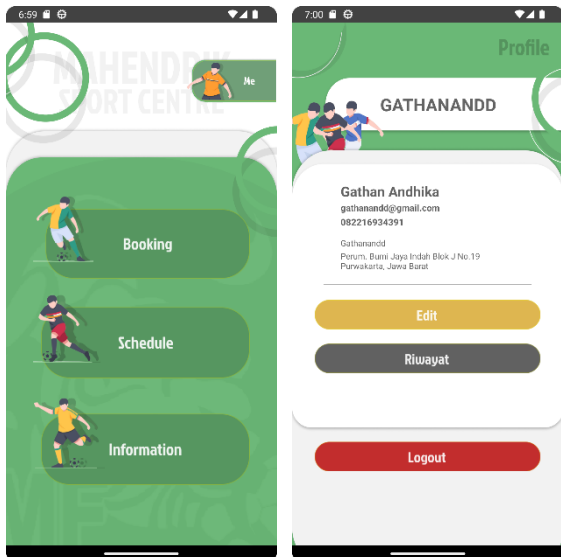 6:59
MAHENDRIK
SPORT CENTRE
Me
Booking
Schedule
Information
7:00
Profile
GATHANANDD
Gathan Andhika
gathanandd@gmail.com
082216934391
Gathanandd
Perum. Bumi Jaya Indah Blok J No.19
Purwakarta, Jawa Barat
Edit
Riwayat
Logout